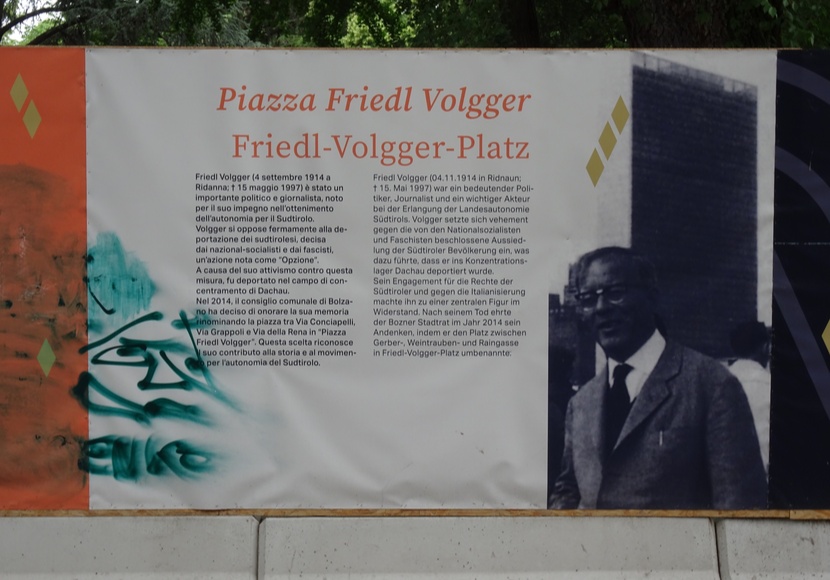 Piazza Friedl Volgger
Friedl-Volgger-Platz
Friedl Volgger (4 settembre 1914 a
Ridanna; † 15 maggio 1997) è stato un
importante politico e giornalista, noto
per il suo impegno nell'ottenimento
dell'autonomia per il Sudtirolo.
Volgger si oppose fermamente alla de-
portazione dei sudtirolesi, decisa
dai nazional-socialisti e dai fascisti,
un'azione nota come "Opzione".
A causa del suo attivismo contro questa
misura, fu deportato nel campo di con-
centramento di Dachau.
Nel 2014, il consiglio comunale di Bolza-
no ha deciso di onorare la sua memoria
rinominando la piazza tra Via Conciapelli,
Via Grappoli e Via della Rena in "Piazza
Friedl Volgger". Questa scelta riconosce
il suo contributo alla storia e al movimen-
per l'autonomia del Sudtirolo.
Friedl Volgger (04.11.1914 in Ridnaun;
† 15. Mai 1997) war ein bedeutender Poli-
tiker, Journalist und ein wichtiger Akteur
bei der Erlangung der Landesautonomie
Südtirols. Volgger setzte sich vehement
gegen die von den Nationalsozialisten
und Faschisten beschlossene Aussied-
lung der Südtiroler Bevölkerung ein, was
dazu führte, dass er ins Konzentrations-
lager Dachau deportiert wurde.
Sein Engagement für die Rechte der
Südtiroler und gegen die Italianisierung
machte ihn zu einer zentralen Figur im
Widerstand. Nach seinem Tod ehrte
der Bozner Stadtrat im Jahr 2014 sein
Andenken, indem er den Platz zwischen
Gerber-, Weintrauben- und Raingasse
in Friedl-Volgger-Platz umbenannte: